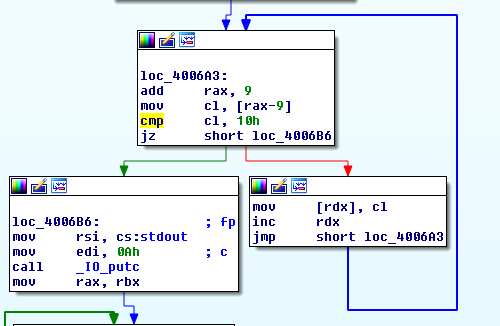 loc_4006A3:
add rax, 9
mov cl, [rax-9]
cmp cl, 10h
jz short loc_4006B6
loc_4006B6: ; fp
mov rsi, cs:stdout
mov edi, 0Ah ; c
call _IO_putc
mov rax, rbx
mov [rdx], cl
inc rdx
jmp short loc_4006A3